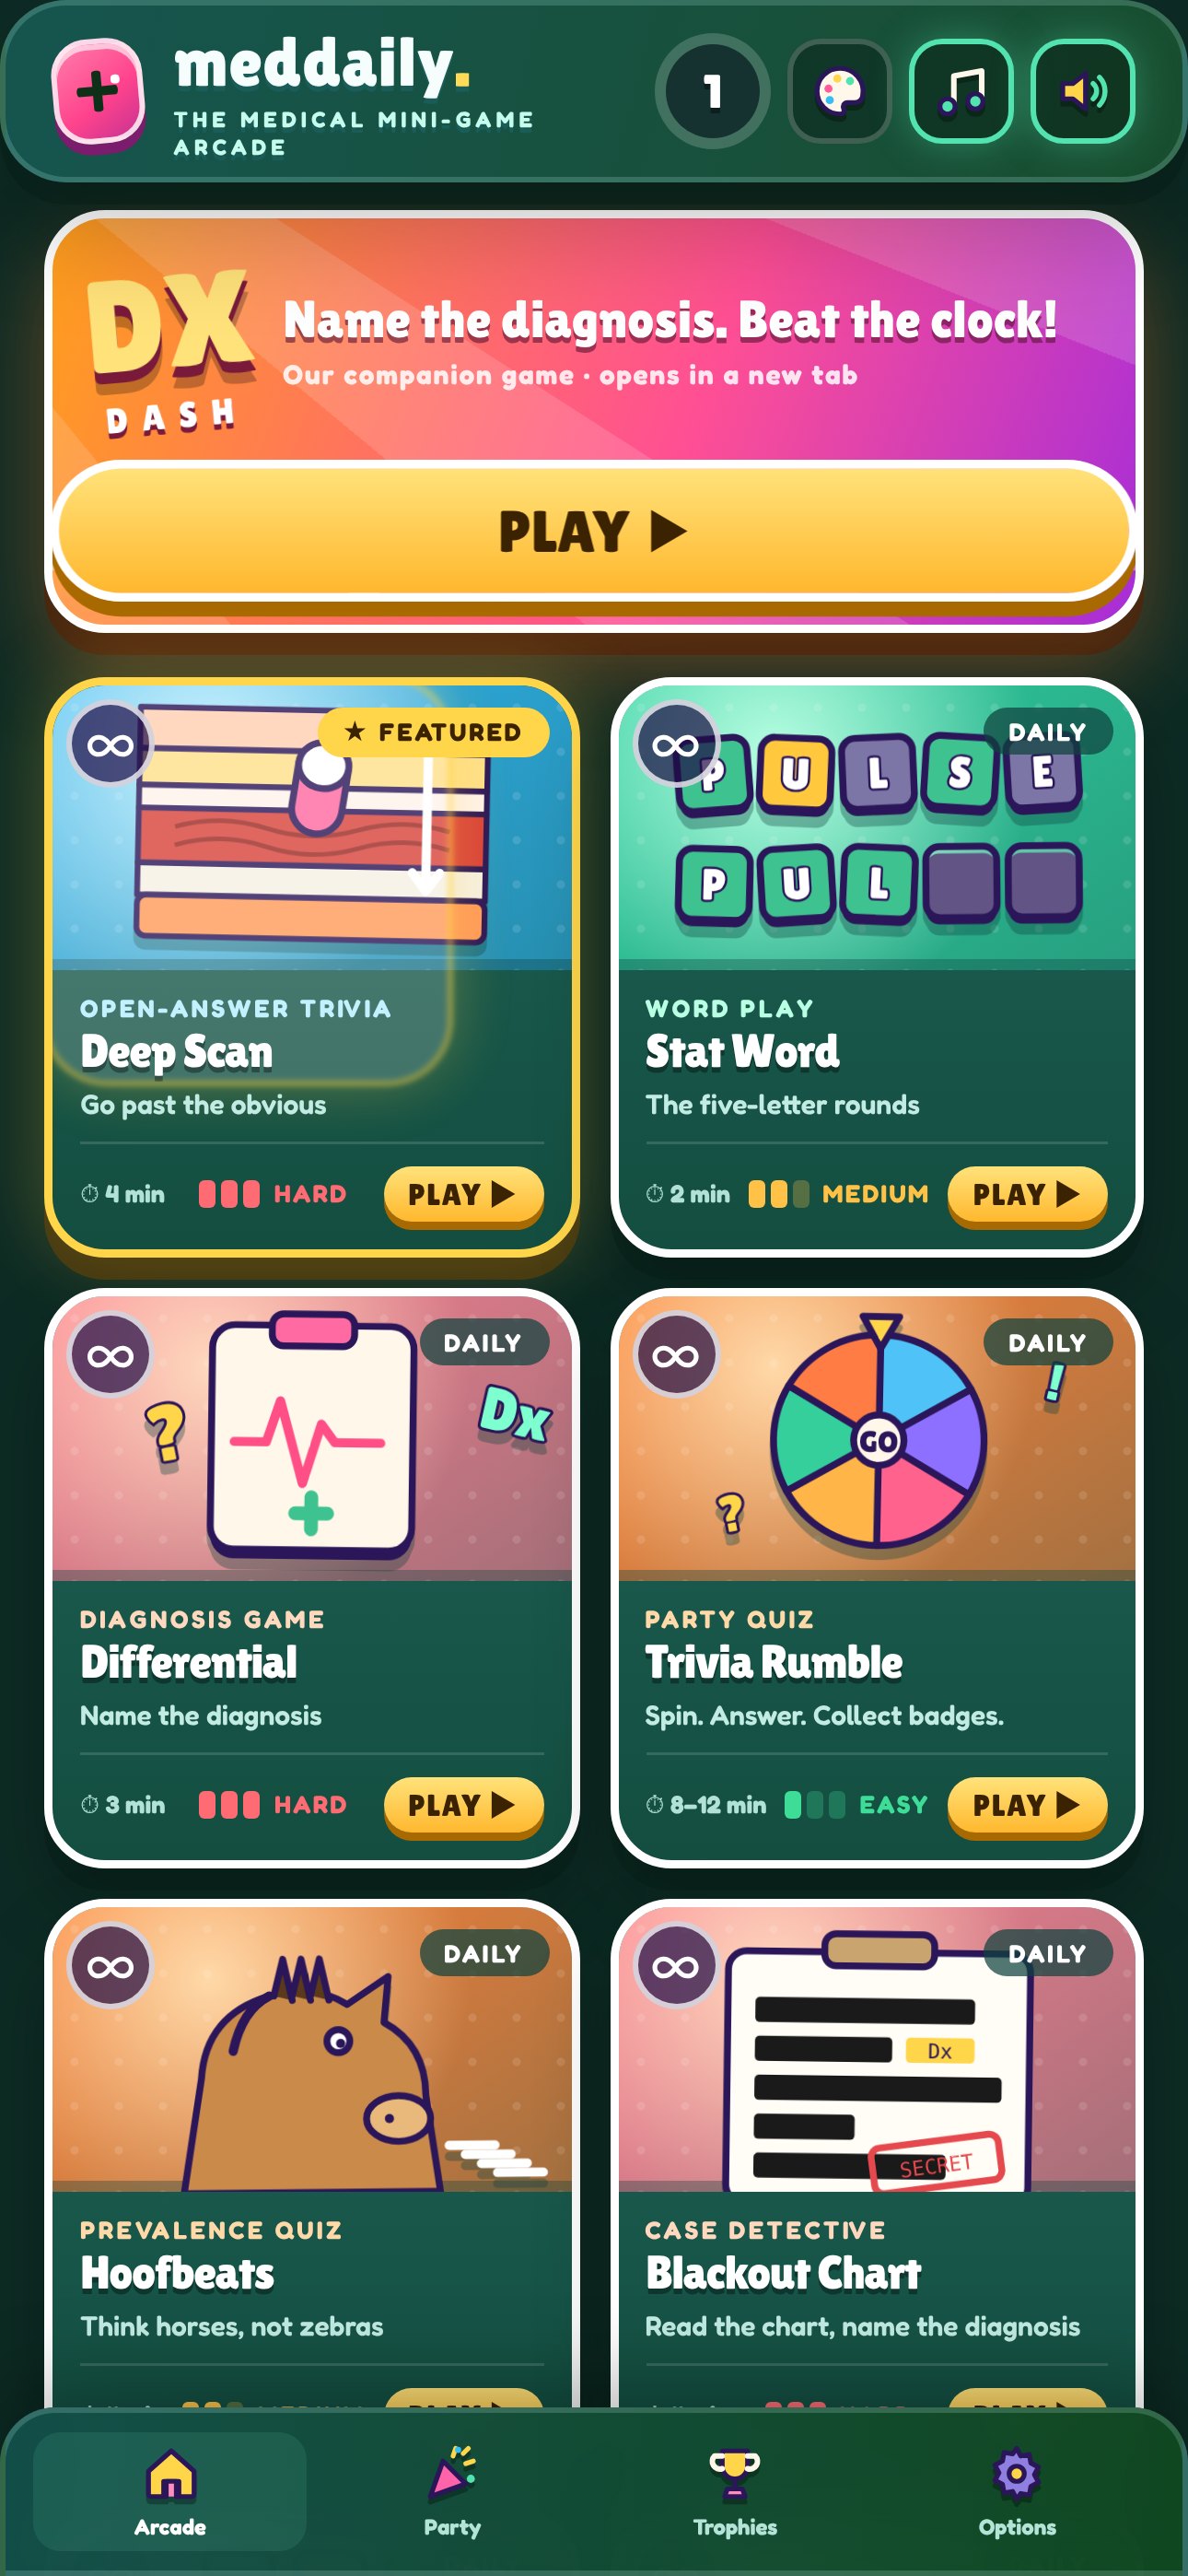 meddaily.
THE MEDICAL MINI-GAME
ARCADE
1
DX
DASH
Name the diagnosis. Beat the clock!
Our companion game · opens in a new tab
PLAY ▶
∞
★ FEATURED
OPEN-ANSWER TRIVIA
Deep Scan
Go past the obvious
⏱ 4 min
HARD
PLAY ▶
∞
DAILY
P U L S E
P U L
WORD PLAY
Stat Word
The five-letter rounds
⏱ 2 min
MEDIUM
PLAY ▶
∞
DAILY
?
Dx
DIAGNOSIS GAME
Differential
Name the diagnosis
⏱ 3 min
HARD
PLAY ▶
∞
DAILY
!
GO
?
PARTY QUIZ
Trivia Rumble
Spin. Answer. Collect badges.
⏱ 8–12 min
EASY
PLAY ▶
∞
DAILY
PREVALENCE QUIZ
Hoofbeats
Think horses, not zebras
∞
DAILY
Dx
SECRET
CASE DETECTIVE
Blackout Chart
Read the chart, name the diagnosis
Arcade
Party
Trophies
Options